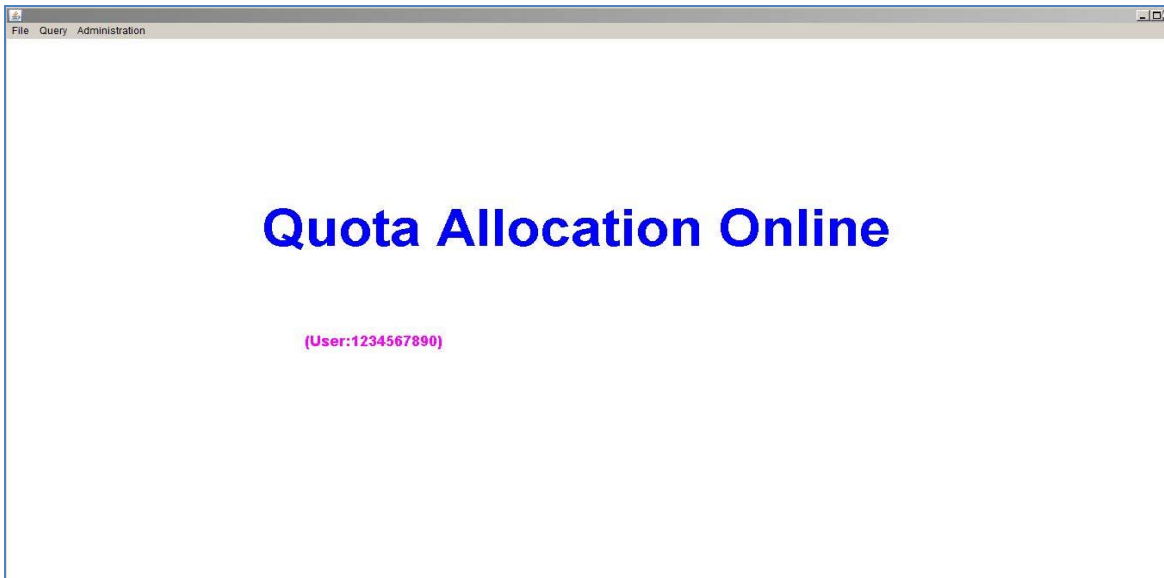 File Query Administration
Quota Allocation Online
(User:1234567890)